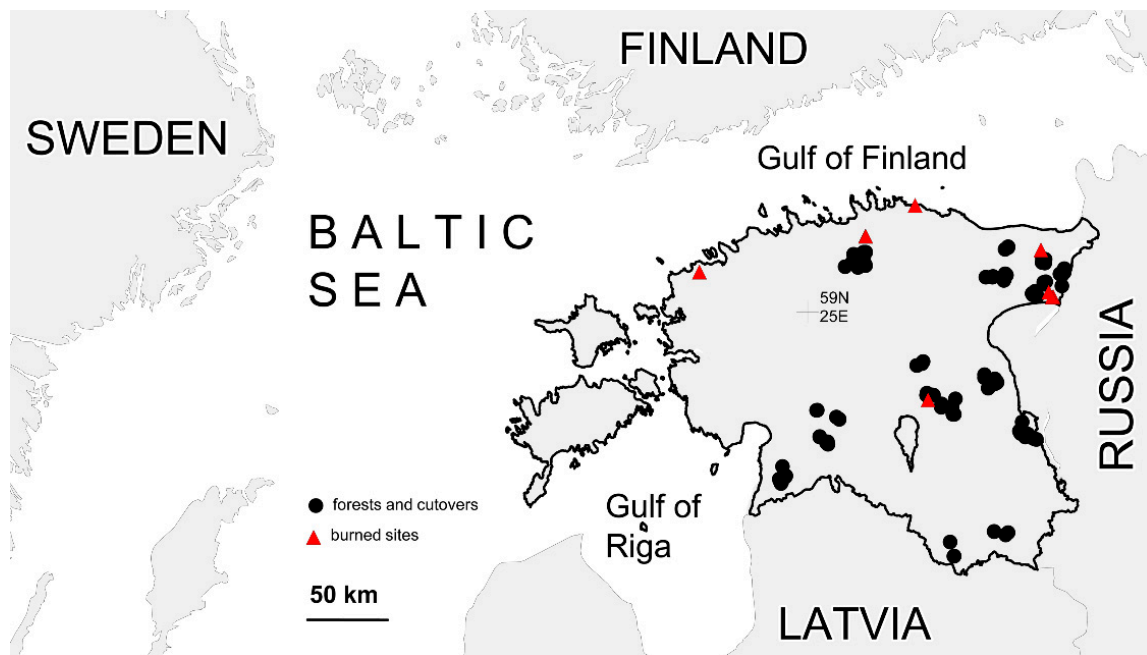 FINLAND
SWEDEN
Gulf of Finland
BALTIC
SEA
59N
25E
RUSSIA
forests and cutovers
burned sites
Gulf of
Riga
50 km
LATVIA